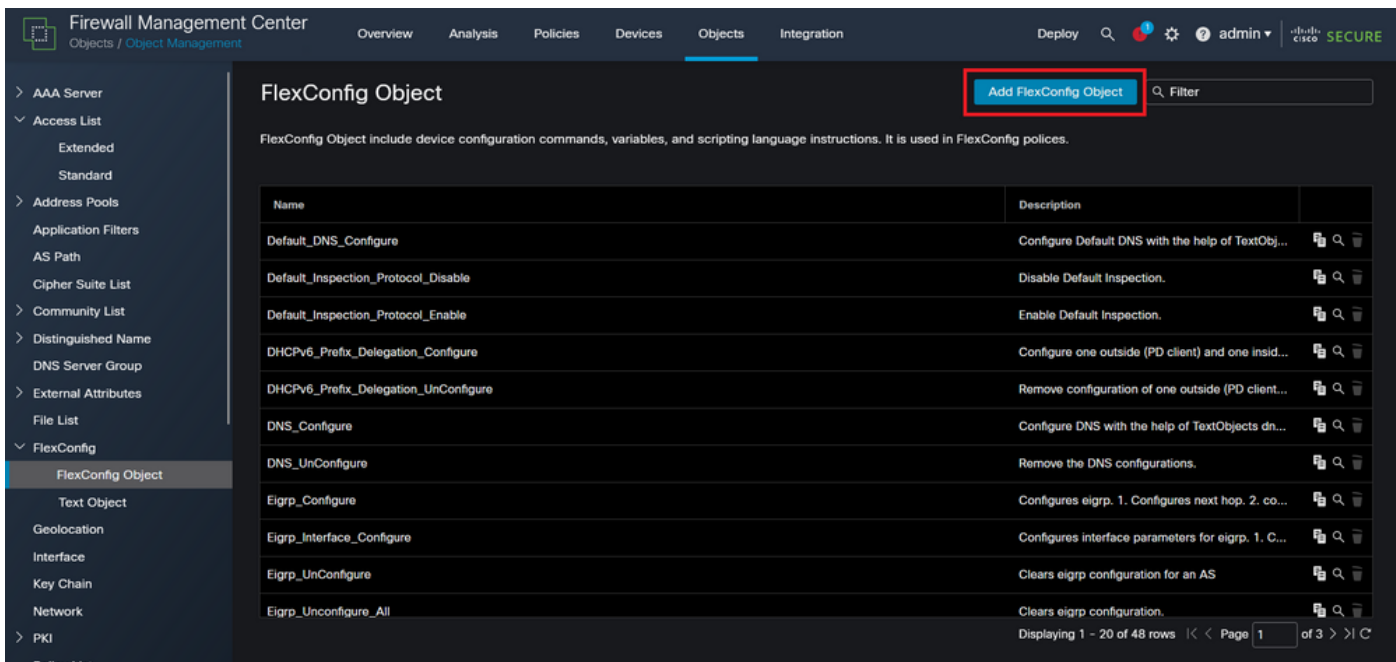 Firewall Management Center
Objects / Object Management
Overview Analysis Policies Devices Objects Integration
Deploy 1 admin
cisco SECURE
AAA Server
Access List
Extended
Standard
Address Pools
Application Filters
AS Path
Cipher Suite List
Community List
Distinguished Name
DNS Server Group
External Attributes
File List
FlexConfig
FlexConfig Object
Text Object
Geolocation
Interface
Key Chain
Network
PKI
FlexConfig Object
Add FlexConfig Object
Filter
FlexConfig Object include device configuration commands, variables, and scripting language instructions. It is used in FlexConfig polices.
Name Description
Default_DNS_Configure Configure Default DNS with the help of TextObj...
Default_Inspection_Protocol_Disable Disable Default Inspection.
Default_Inspection_Protocol_Enable Enable Default Inspection.
DHCPv6_Prefix_Delegation_Configure Configure one outside (PD client) and one insid...
DHCPv6_Prefix_Delegation_UnConfigure Remove configuration of one outside (PD client...
DNS_Configure Configure DNS with the help of TextObjects dn...
DNS_UnConfigure Remove the DNS configurations.
Eigrp_Configure Configures eigrp. 1. Configures next hop. 2. co...
Eigrp_Interface_Configure Configures interface parameters for eigrp. 1. C...
Eigrp_UnConfigure Clears eigrp configuration for an AS
Eigrp_Unconfigure_All Clears eigrp configuration.
Displaying 1 - 20 of 48 rows |< < Page 1 of 3 > >| C